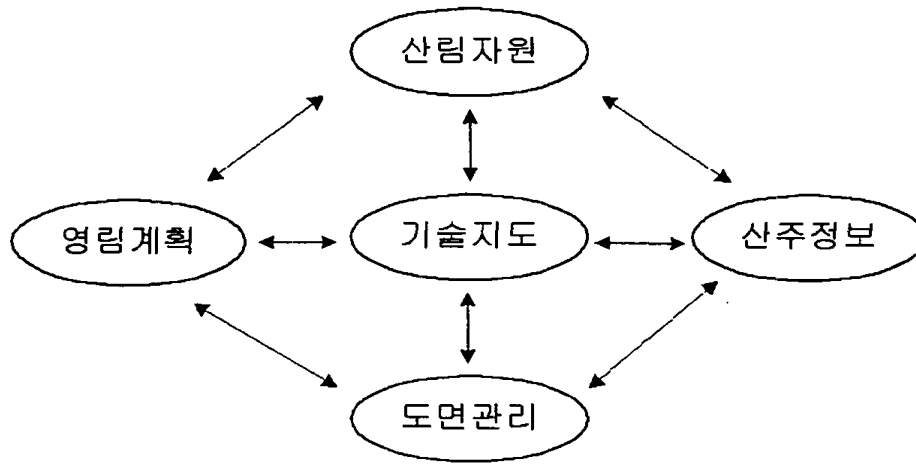 산림자원
영림계획
기술지도
산주정보
도면관리